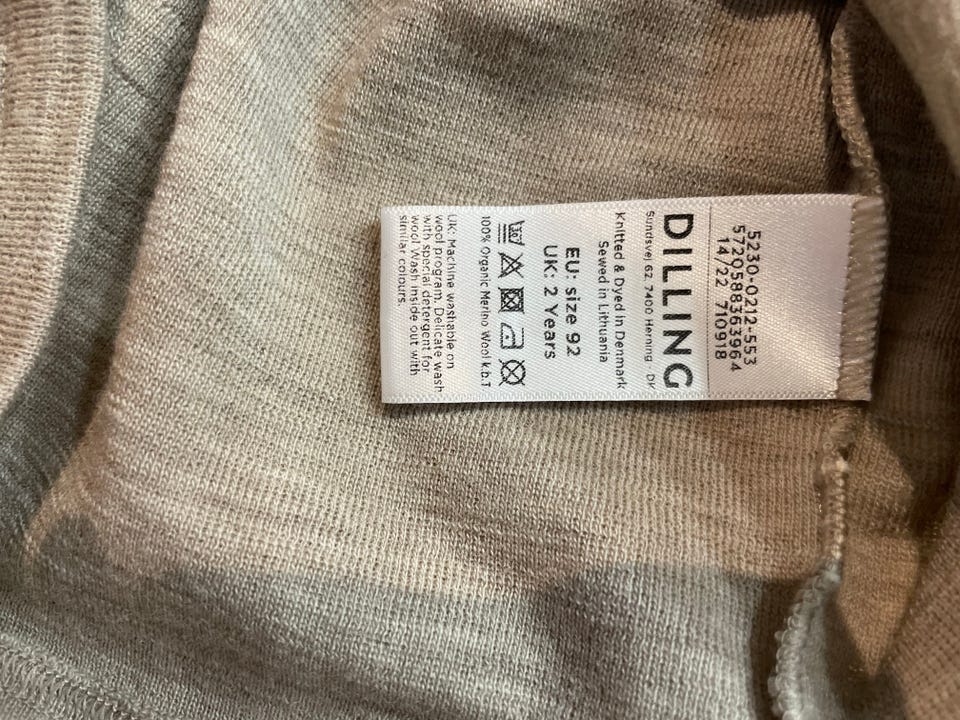 5230-0212-553
5720588363964
14/22 710918
DILLING
Sundsvej 62, 7400 Herning, DK
Knitted & Dyed in Denmark
Sewed in Lithuania
EU: size 92
UK: 2 Years
100% Organic Merino Wool k.b.T
UK: Machine washable on
wool program. Delicate wash
with special detergent for
wool Wash inside out with
similar colours.